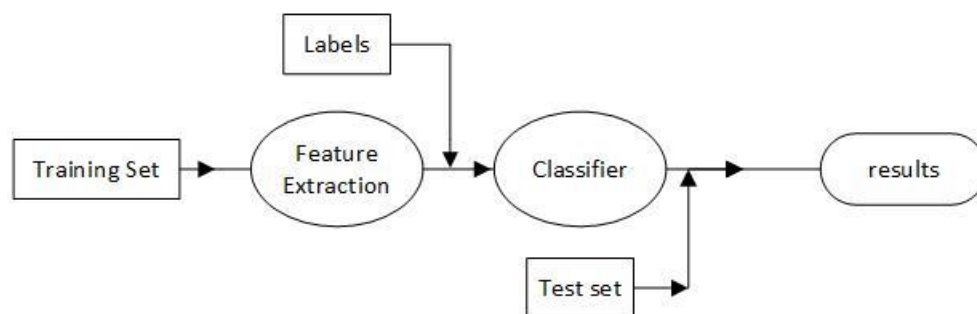 Labels
Training Set
Feature
Extraction
Classifier
results
Test set